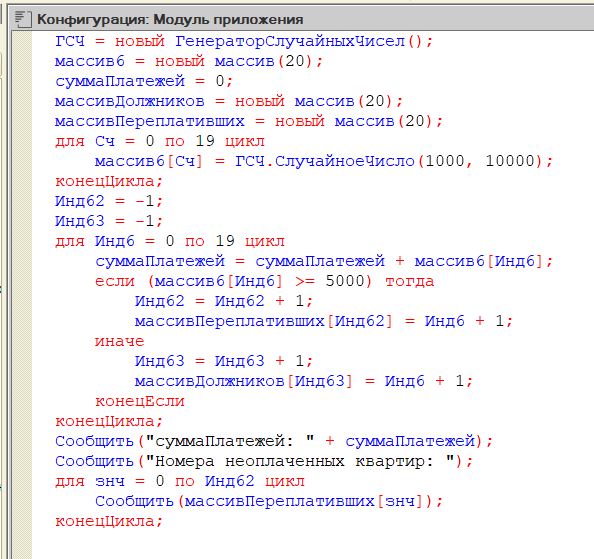 Конфигурация: Модуль приложения
ГСЧ = новый ГенераторСлучайныхЧисел();
массив6 = новый массив(20);
суммаПлатежей = 0;
массивДолжников = новый массив(20);
массивПереплативших = новый массив(20);
для Сч = 0 по 19 цикл
    массив6[Сч] = ГСЧ.СлучайноеЧисло(1000, 10000);
конецЦикла;
Инд62 = -1;
Инд63 = -1;
для Инд6 = 0 по 19 цикл
    суммаПлатежей = суммаПлатежей + массив6[Инд6];
    если (массив6[Инд6] >= 5000) тогда
        Инд62 = Инд62 + 1;
        массивПереплативших[Инд62] = Инд6 + 1;
    иначе
        Инд63 = Инд63 + 1;
        массивДолжников[Инд63] = Инд6 + 1;
    конецЕсли
конецЦикла;
Сообщить("суммаПлатежей: " + суммаПлатежей);
Сообщить("Номера неоплаченных квартир: ");
для знч = 0 по Инд62 цикл
    Сообщить(массивПереплативших[знч]);
конецЦикла;